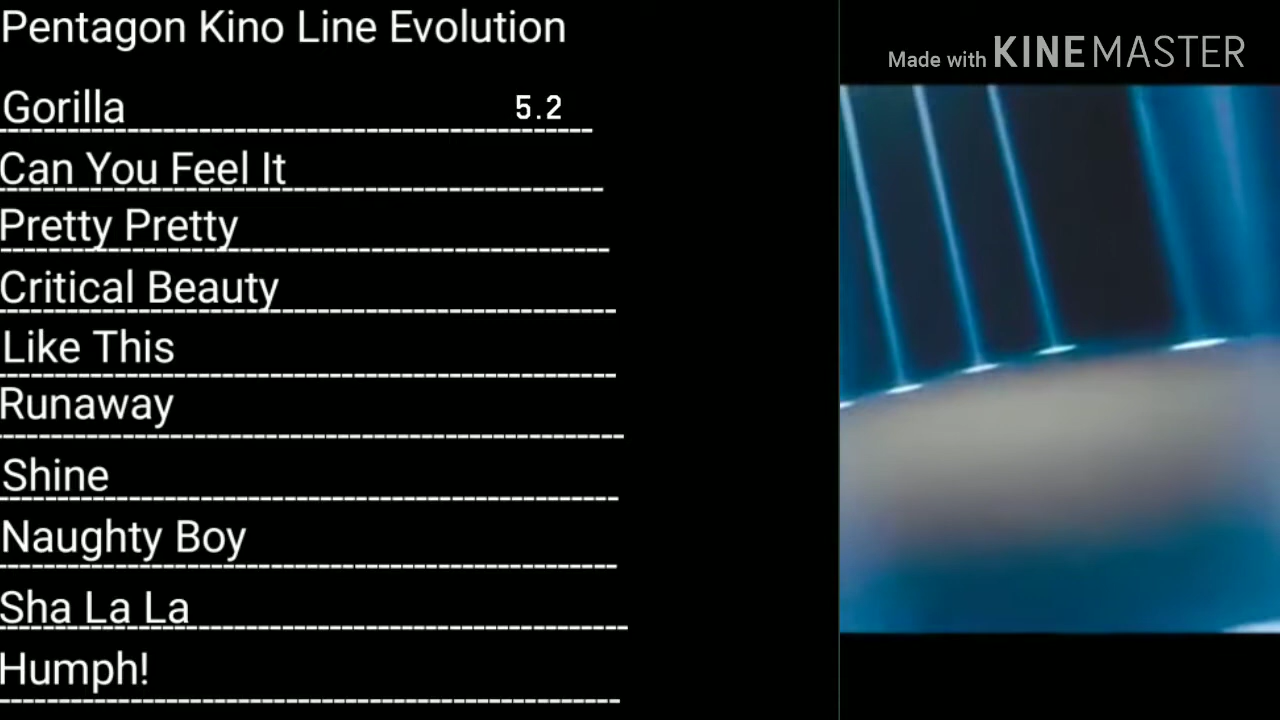 Pentagon Kino Line Evolution
Made with KINEMASTER
Gorilla 5.2
Can You Feel It
Pretty Pretty
Critical Beauty
Like This
Runaway
Shine
Naughty Boy
Sha La La
Humph!